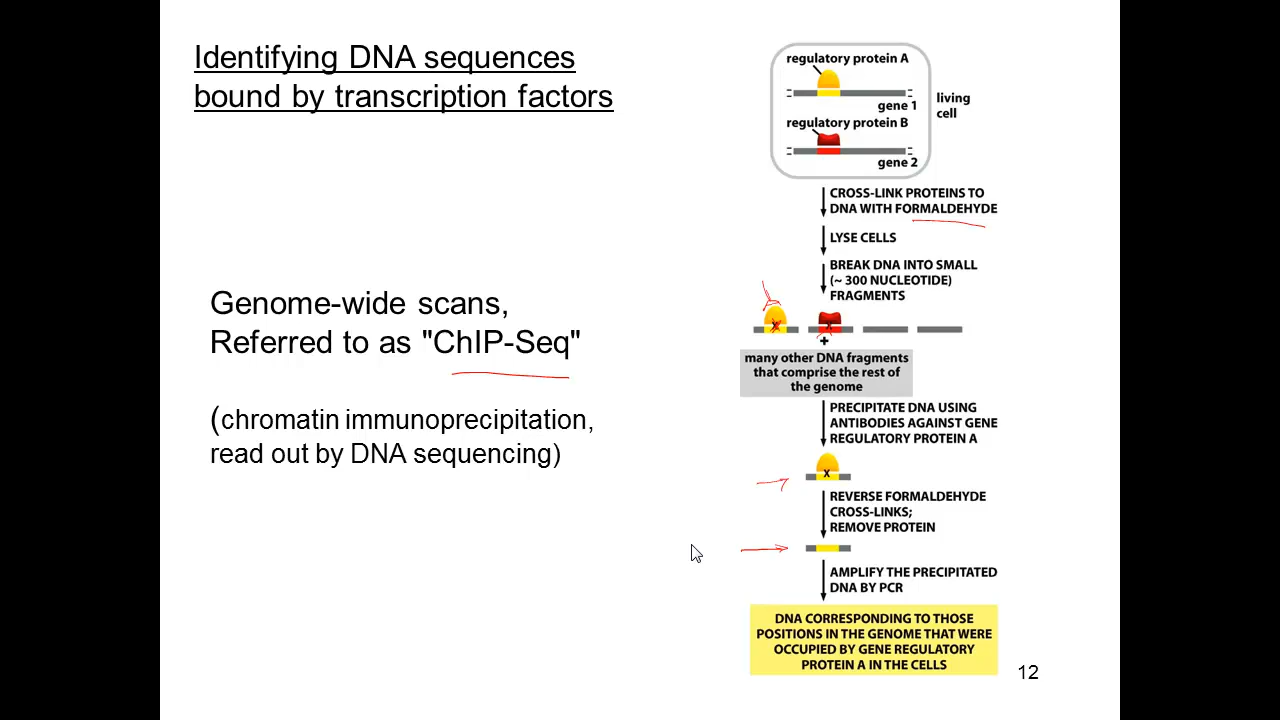 Identifying DNA sequences
bound by transcription factors
Genome-wide scans,
Referred to as "ChIP-Seq"
(chromatin immunoprecipitation,
read out by DNA sequencing)
regulatory protein A
gene 1
regulatory protein B
gene 2
living
cell
CROSS-LINK PROTEINS TO
DNA WITH FORMALDEHYDE
LYSE CELLS
BREAK DNA INTO SMALL
(~ 300 NUCLEOTIDE)
FRAGMENTS
x
x
+
many other DNA fragments
that comprise the rest of
the genome
PRECIPITATE DNA USING
ANTIBODIES AGAINST GENE
REGULATORY PROTEIN A
x
REVERSE FORMALDEHYDE
CROSS-LINKS;
REMOVE PROTEIN
AMPLIFY THE PRECIPITATED
DNA BY PCR
DNA CORRESPONDING TO THOSE
POSITIONS IN THE GENOME THAT WERE
OCCUPIED BY GENE REGULATORY
PROTEIN A IN THE CELLS
12